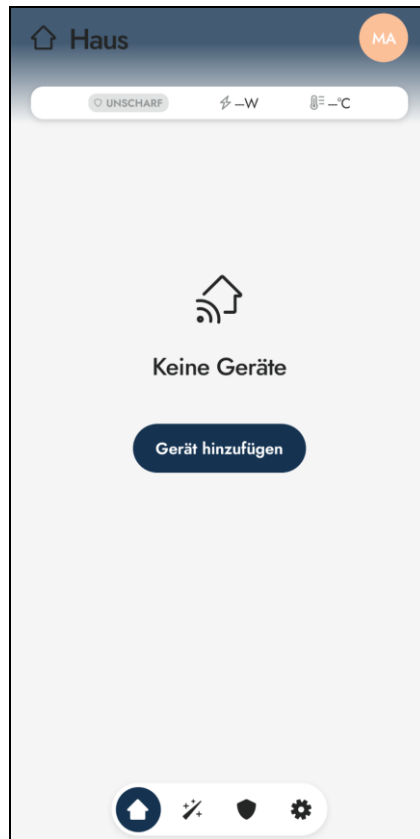 Haus
MA
UNSCHARF --W --°C
Keine Geräte
Gerät hinzufügen